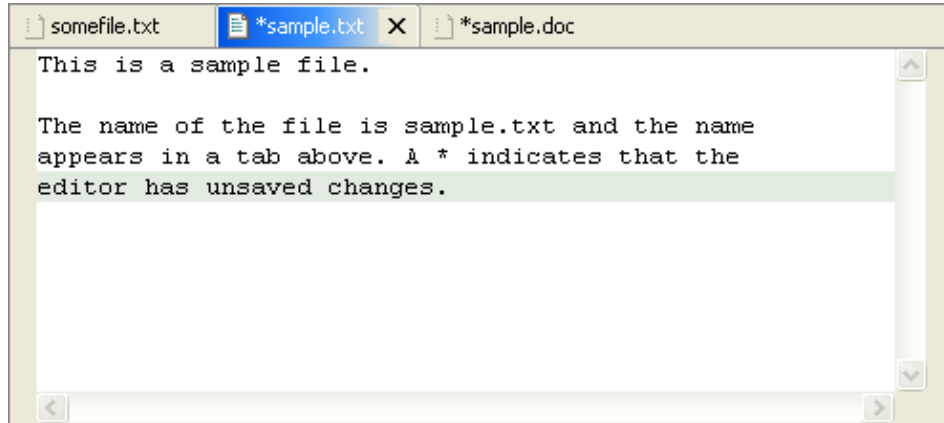 somefile.txt *sample.txt *sample.doc
This is a sample file.
The name of the file is sample.txt and the name
appears in a tab above. A * indicates that the
editor has unsaved changes.